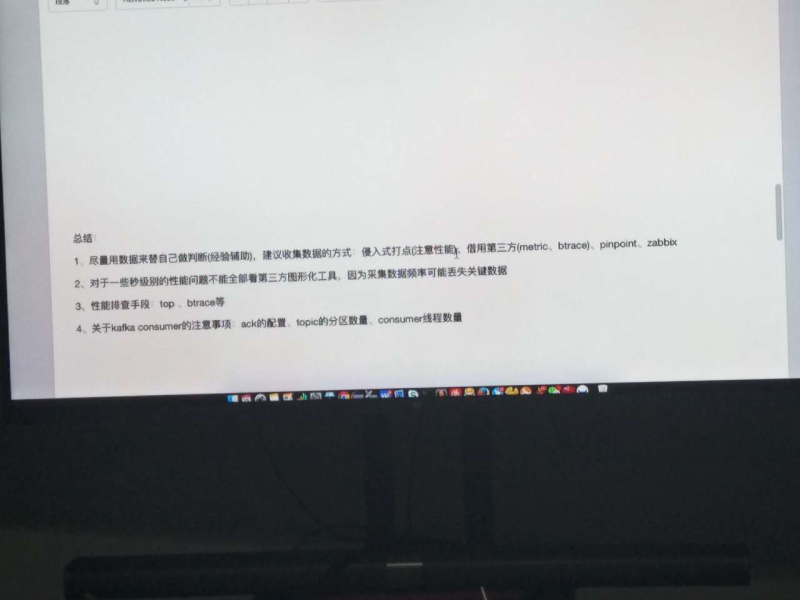 段落
总结：
1、尽量用数据来替自己做判断(经验辅助)，建议收集数据的方式：侵入式打点(注意性能)、借用第三方(metric、btrace)、pinpoint、zabbix
2、对于一些秒级别的性能问题不能全部看第三方图形化工具，因为采集数据频率可能丢失关键数据
3、性能排查手段：top 、btrace等
4、关于kafka consumer的注意事项：ack的配置、topic的分区数量、consumer线程数量